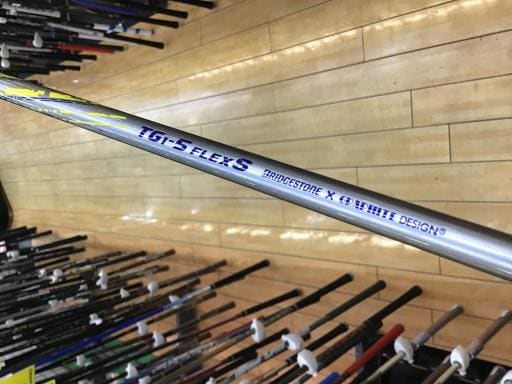 TG1-5 FLEX S BRIDGESTONE X GRAPHITE DESIGN®